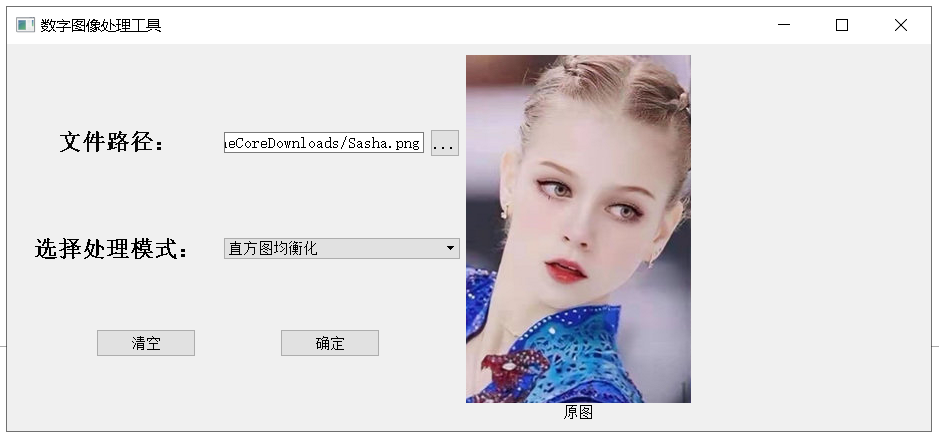 数字图像处理工具
文件路径：
neCoreDownloads/Sasha.png
...
选择处理模式：
直方图均衡化
清空
确定
原图